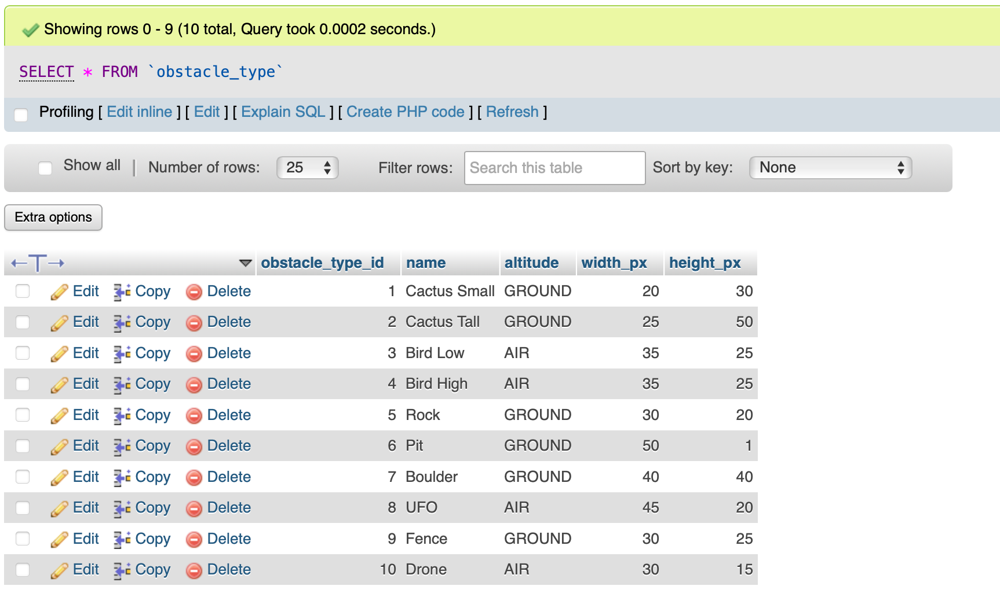 Showing rows 0 - 9 (10 total, Query took 0.0002 seconds.)
SELECT * FROM `obstacle_type`
Profiling [ Edit inline ] [ Edit ] [ Explain SQL ] [ Create PHP code ] [ Refresh ]
Show all | Number of rows: 25 Filter rows: Search this table Sort by key: None
Extra options
←T→ obstacle_type_id name altitude width_px height_px
Edit Copy Delete 1 Cactus Small GROUND 20 30
Edit Copy Delete 2 Cactus Tall GROUND 25 50
Edit Copy Delete 3 Bird Low AIR 35 25
Edit Copy Delete 4 Bird High AIR 35 25
Edit Copy Delete 5 Rock GROUND 30 20
Edit Copy Delete 6 Pit GROUND 50 1
Edit Copy Delete 7 Boulder GROUND 40 40
Edit Copy Delete 8 UFO AIR 45 20
Edit Copy Delete 9 Fence GROUND 30 25
Edit Copy Delete 10 Drone AIR 30 15